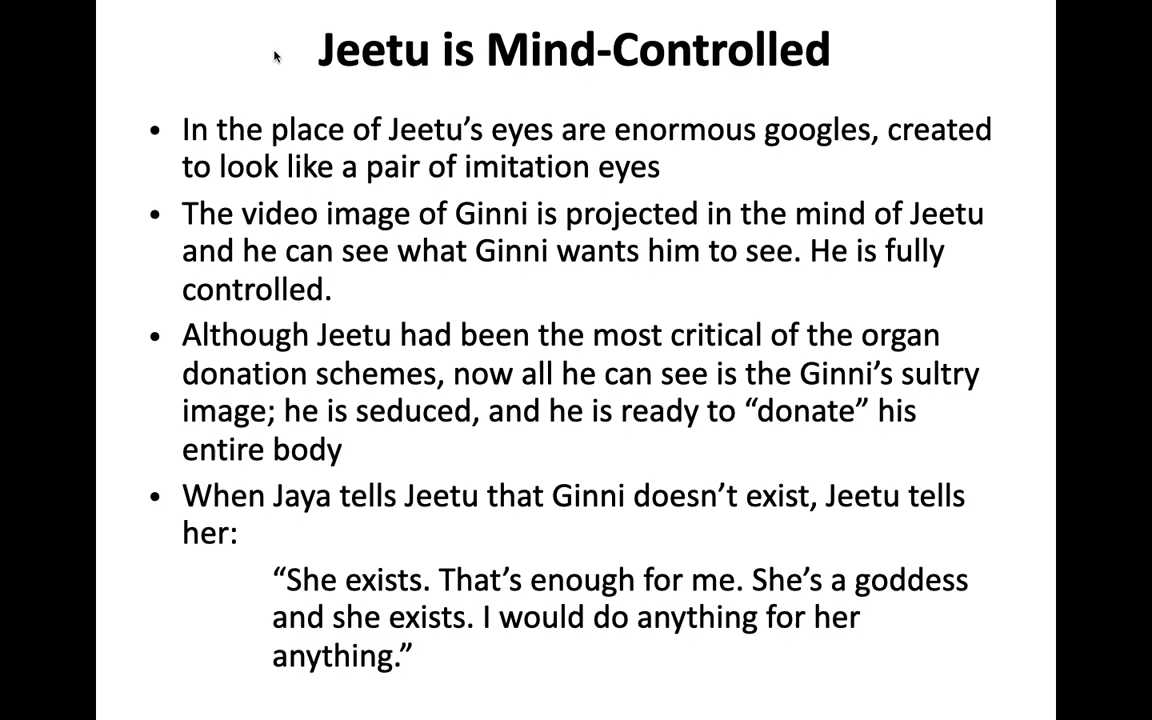 Jeetu is Mind-Controlled
• In the place of Jeetu’s eyes are enormous googles, created
to look like a pair of imitation eyes
• The video image of Ginni is projected in the mind of Jeetu
and he can see what Ginni wants him to see. He is fully
controlled.
• Although Jeetu had been the most critical of the organ
donation schemes, now all he can see is the Ginni’s sultry
image; he is seduced, and he is ready to “donate” his
entire body
• When Jaya tells Jeetu that Ginni doesn’t exist, Jeetu tells
her:
“She exists. That’s enough for me. She’s a goddess
and she exists. I would do anything for her
anything.”